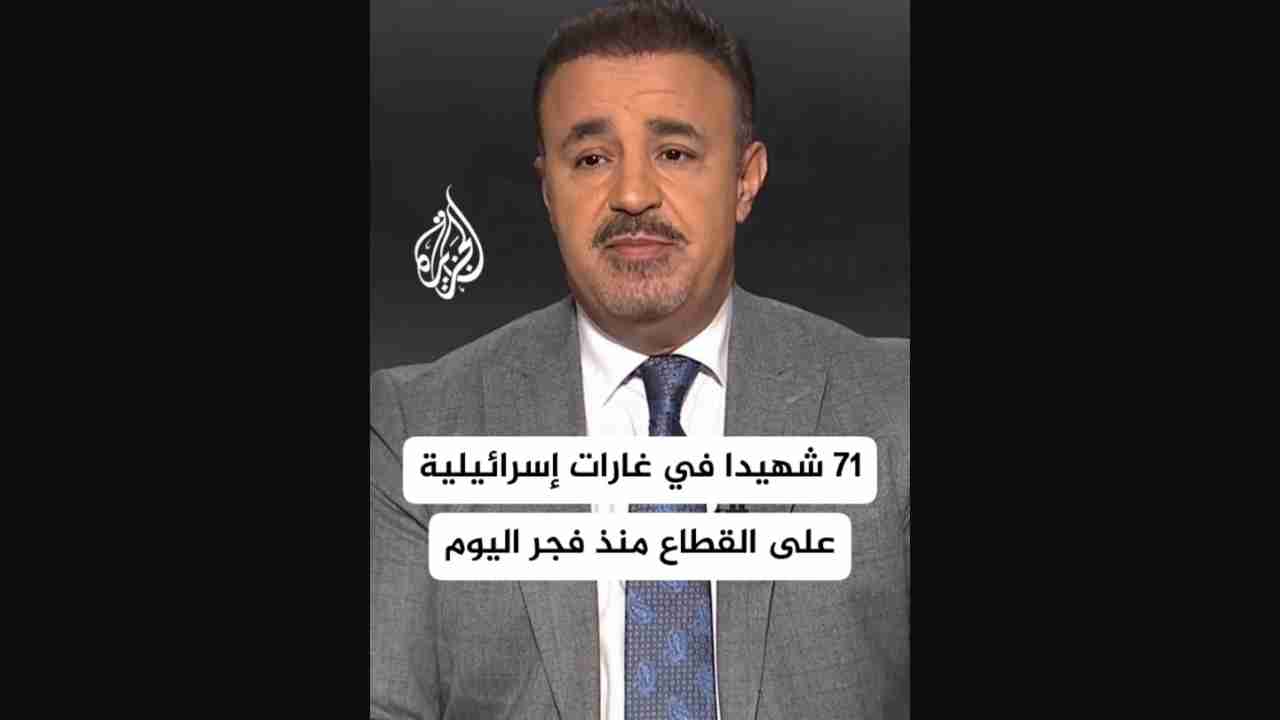 الجزيرة
71 شهيدا في غارات إسرائيلية
على القطاع منذ فجر اليوم